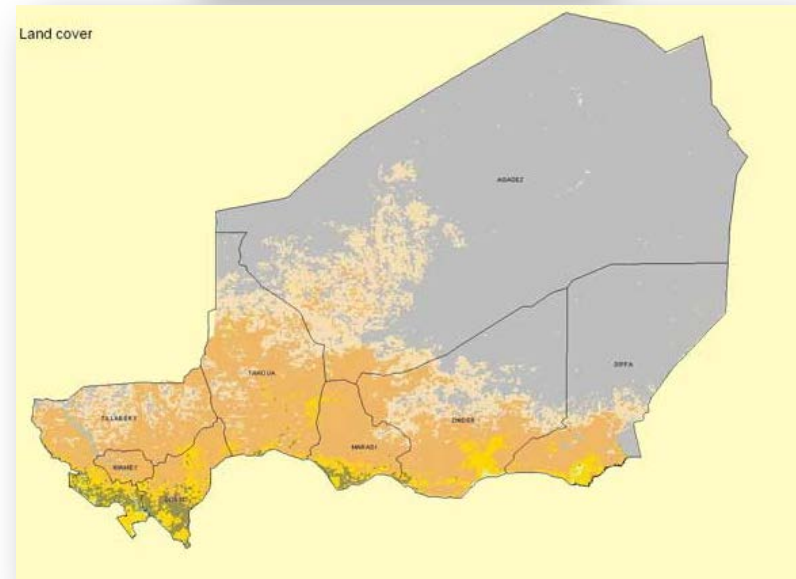 Land cover
AGADEZ
DIFFA
TAHOUA
TILLABERY
ZINDER
MARADI
NIAMEY
DOSSO